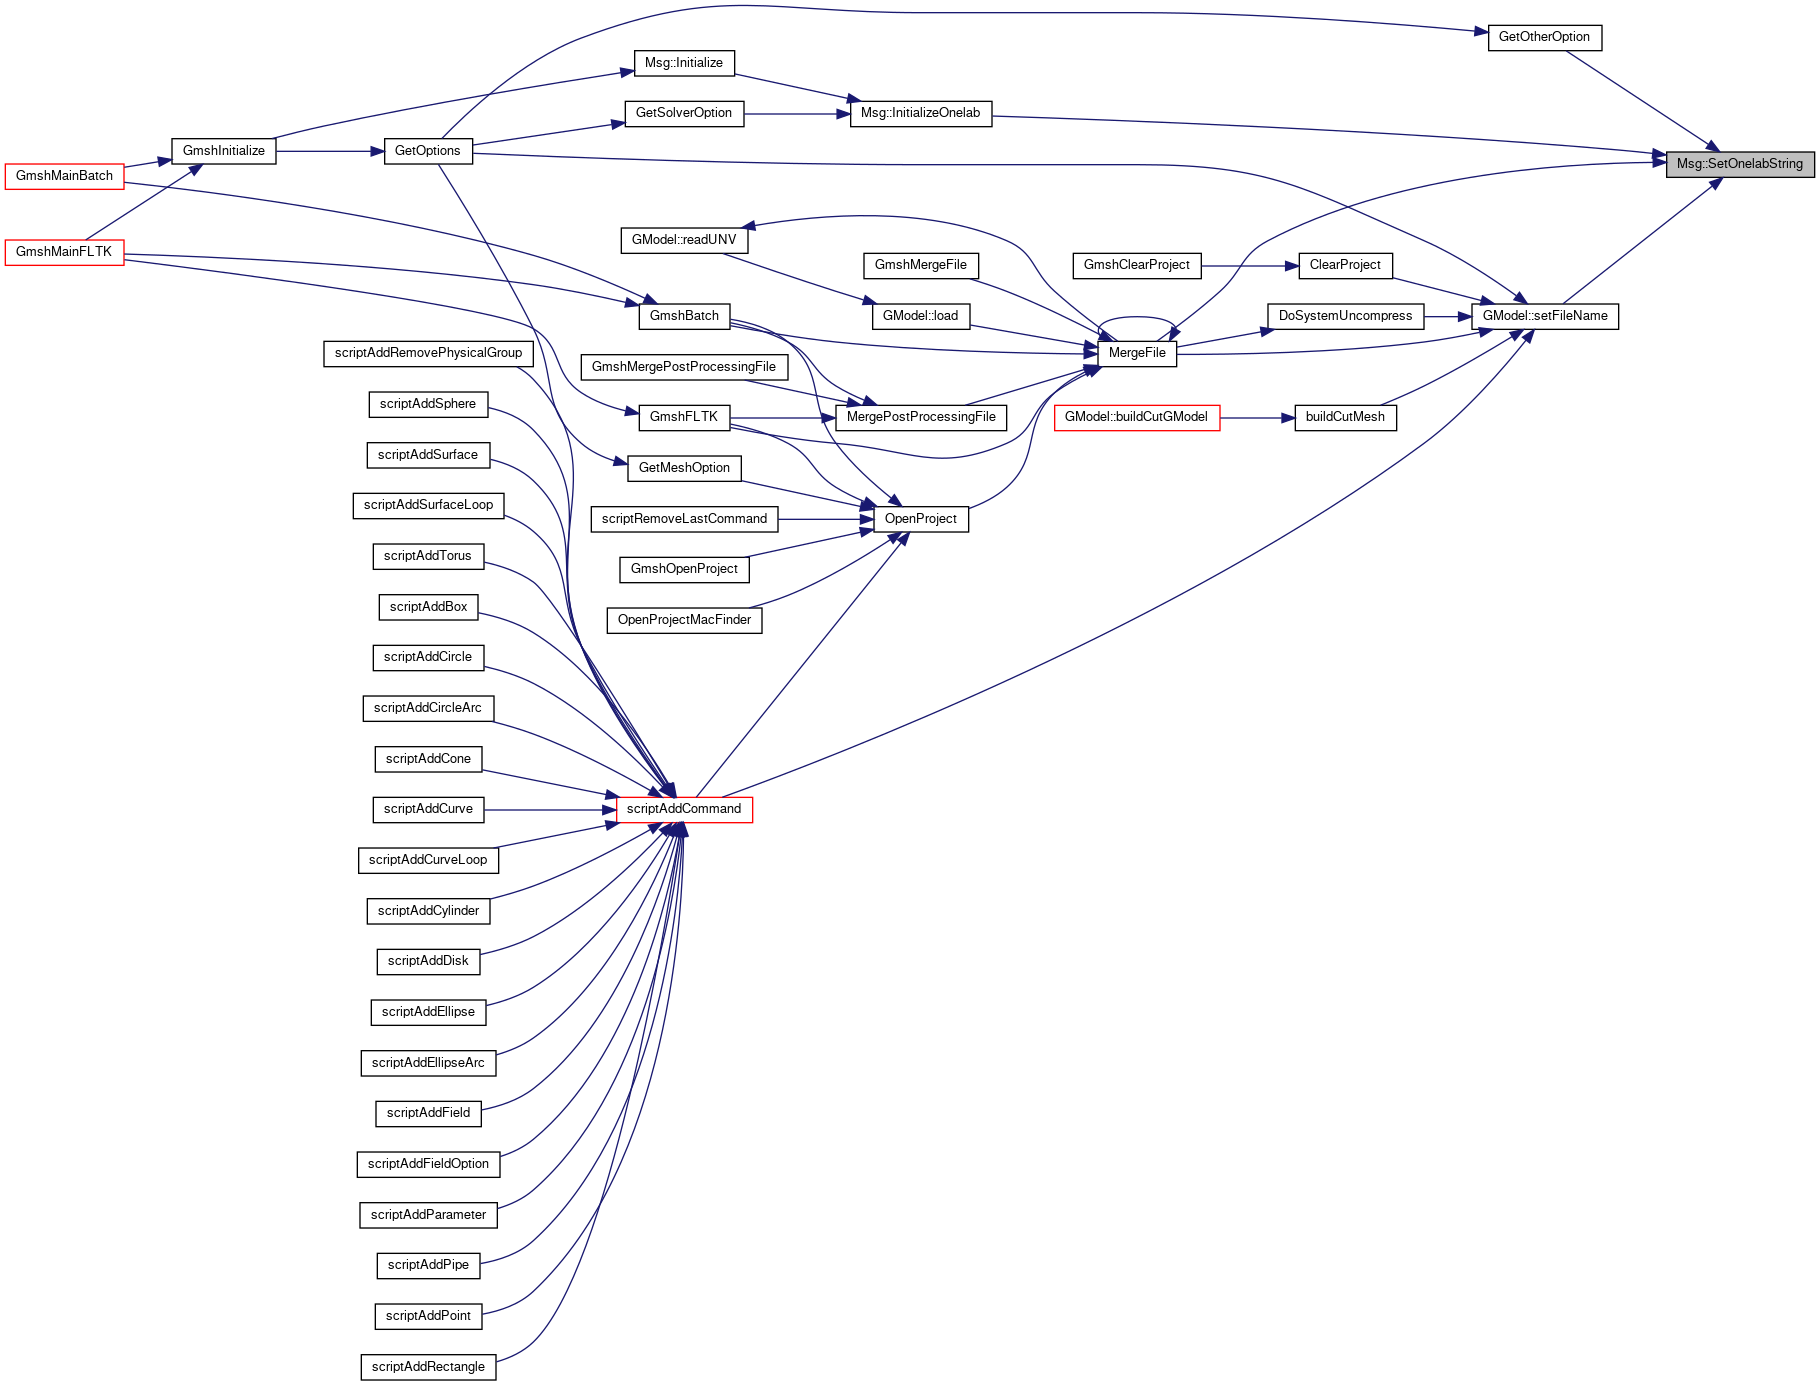 GetOtherOption
Msg::Initialize
GetSolverOption
Msg::InitializeOnelab
GmshInitialize
GetOptions
Msg::SetOnelabString
GmshMainBatch
GmshMainFLTK
GModel::readUNV
GmshMergeFile
GmshClearProject
ClearProject
GmshBatch
GModel::load
DoSystemUncompress
GModel::setFileName
scriptAddRemovePhysicalGroup
MergeFile
GmshMergePostProcessingFile
scriptAddSphere
GmshFLTK
MergePostProcessingFile
GModel::buildCutGModel
buildCutMesh
scriptAddSurface
GetMeshOption
scriptAddSurfaceLoop
scriptRemoveLastCommand
OpenProject
scriptAddTorus
GmshOpenProject
scriptAddBox
OpenProjectMacFinder
scriptAddCircle
scriptAddCircleArc
scriptAddCone
scriptAddCurve
scriptAddCommand
scriptAddCurveLoop
scriptAddCylinder
scriptAddDisk
scriptAddEllipse
scriptAddEllipseArc
scriptAddField
scriptAddFieldOption
scriptAddParameter
scriptAddPipe
scriptAddPoint
scriptAddRectangle